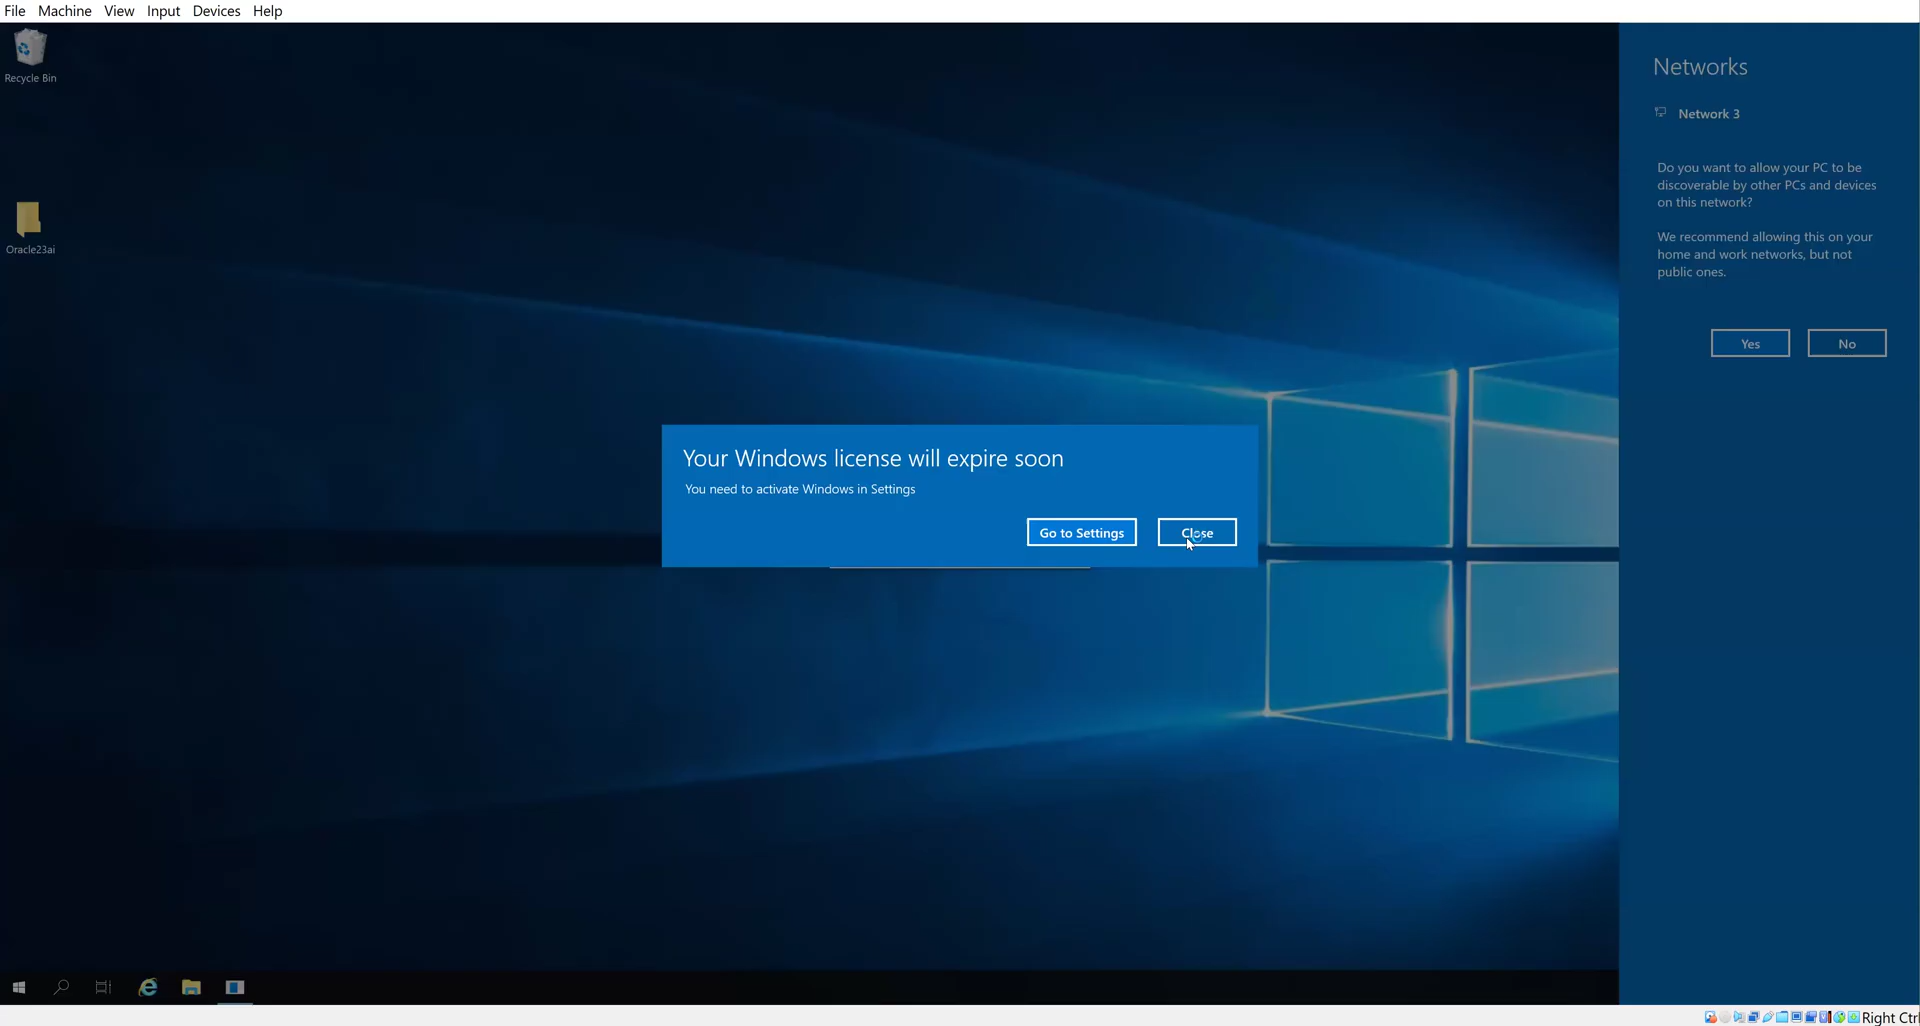 File Machine View Input Devices Help
Recycle Bin
Oracle23ai
Networks
Network 3
Do you want to allow your PC to be
discoverable by other PCs and devices
on this network?
We recommend allowing this on your
home and work networks, but not
public ones.
Yes No
Your Windows license will expire soon
You need to activate Windows in Settings
Go to Settings Close
Right Ctrl